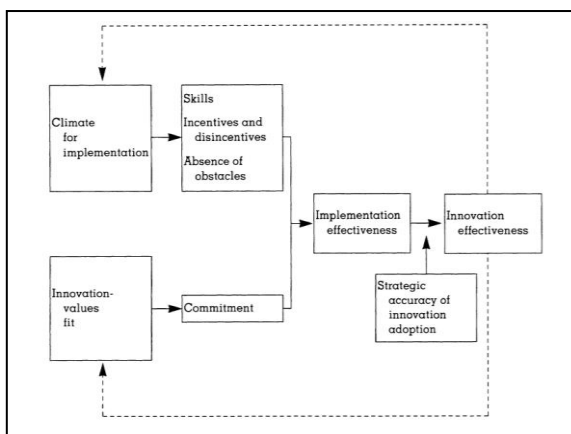 Climate
for
implementation
Skills
Incentives and
disincentives
Absence of
obstacles
Implementation
effectiveness
Innovation
effectiveness
Innovation-
values
fit
Commitment
Strategic
accuracy of
innovation
adoption